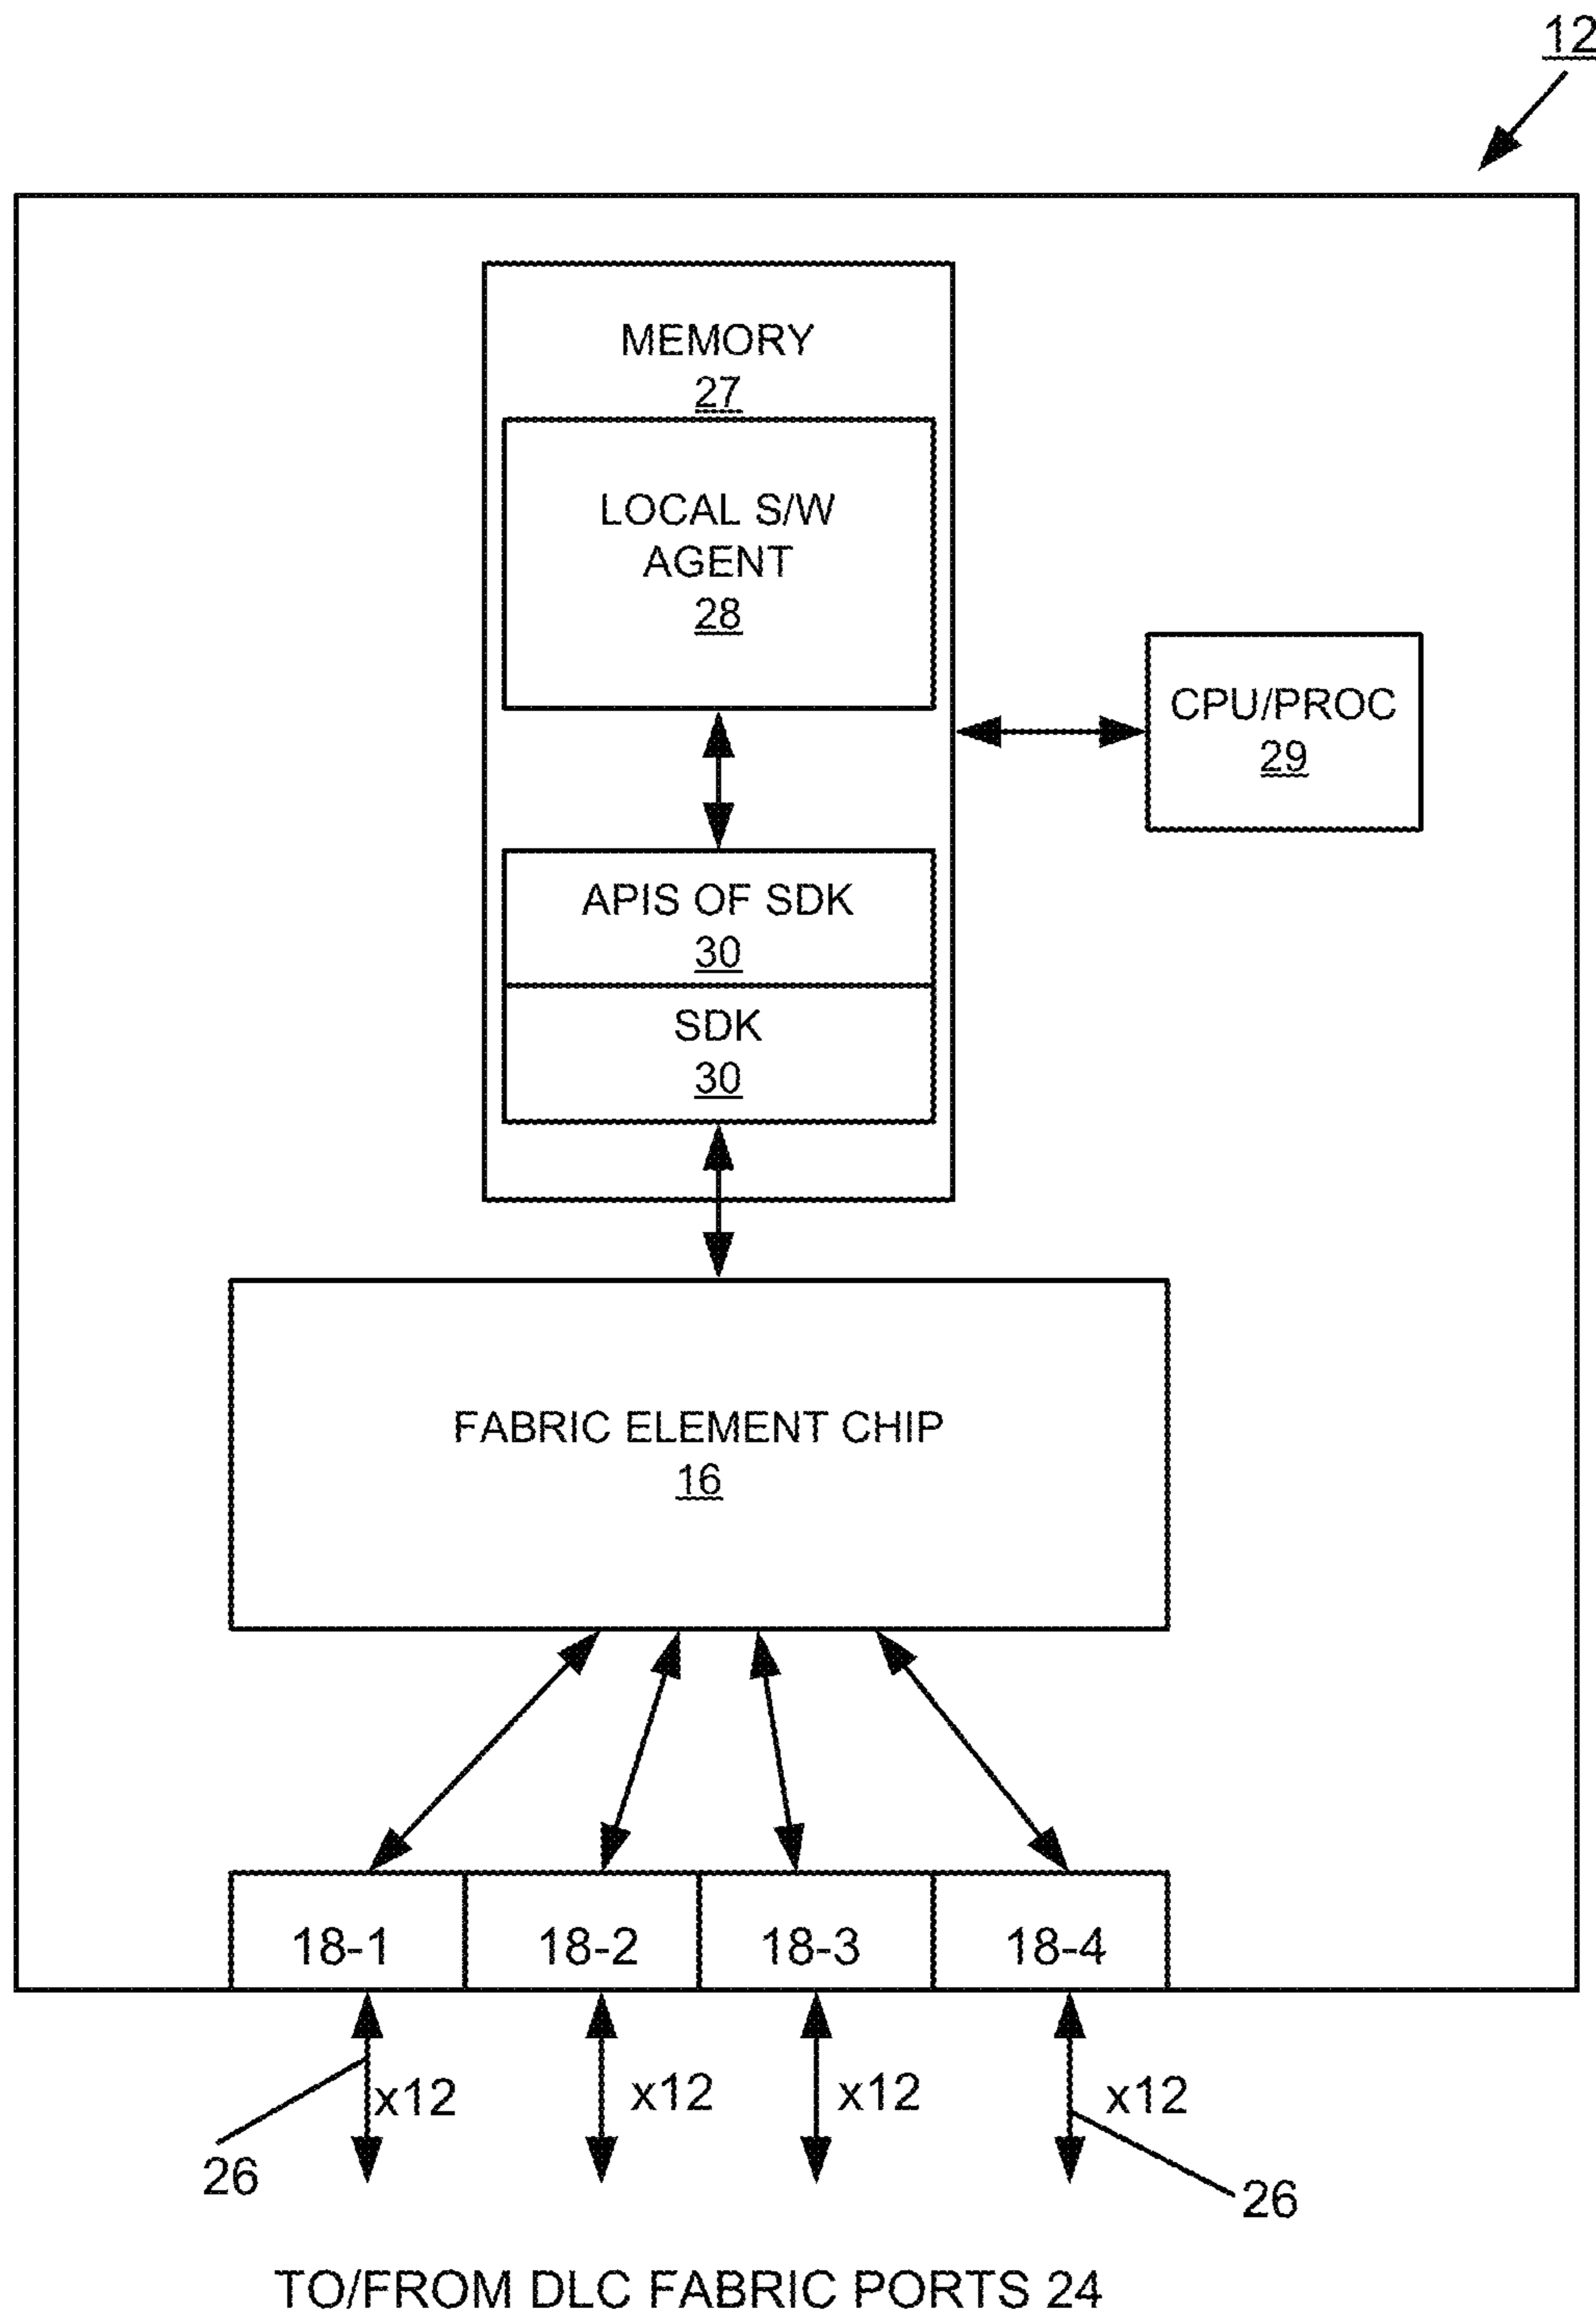 12
MEMORY
27
LOCAL S/W
AGENT
28
CPU/PROC
29
APIS OF SDK
30
SDK
30
FABRIC ELEMENT CHIP
16
18-1
18-2
18-3
18-4
x12
x12
x12
x12
26
26
TO/FROM DLC FABRIC PORTS 24